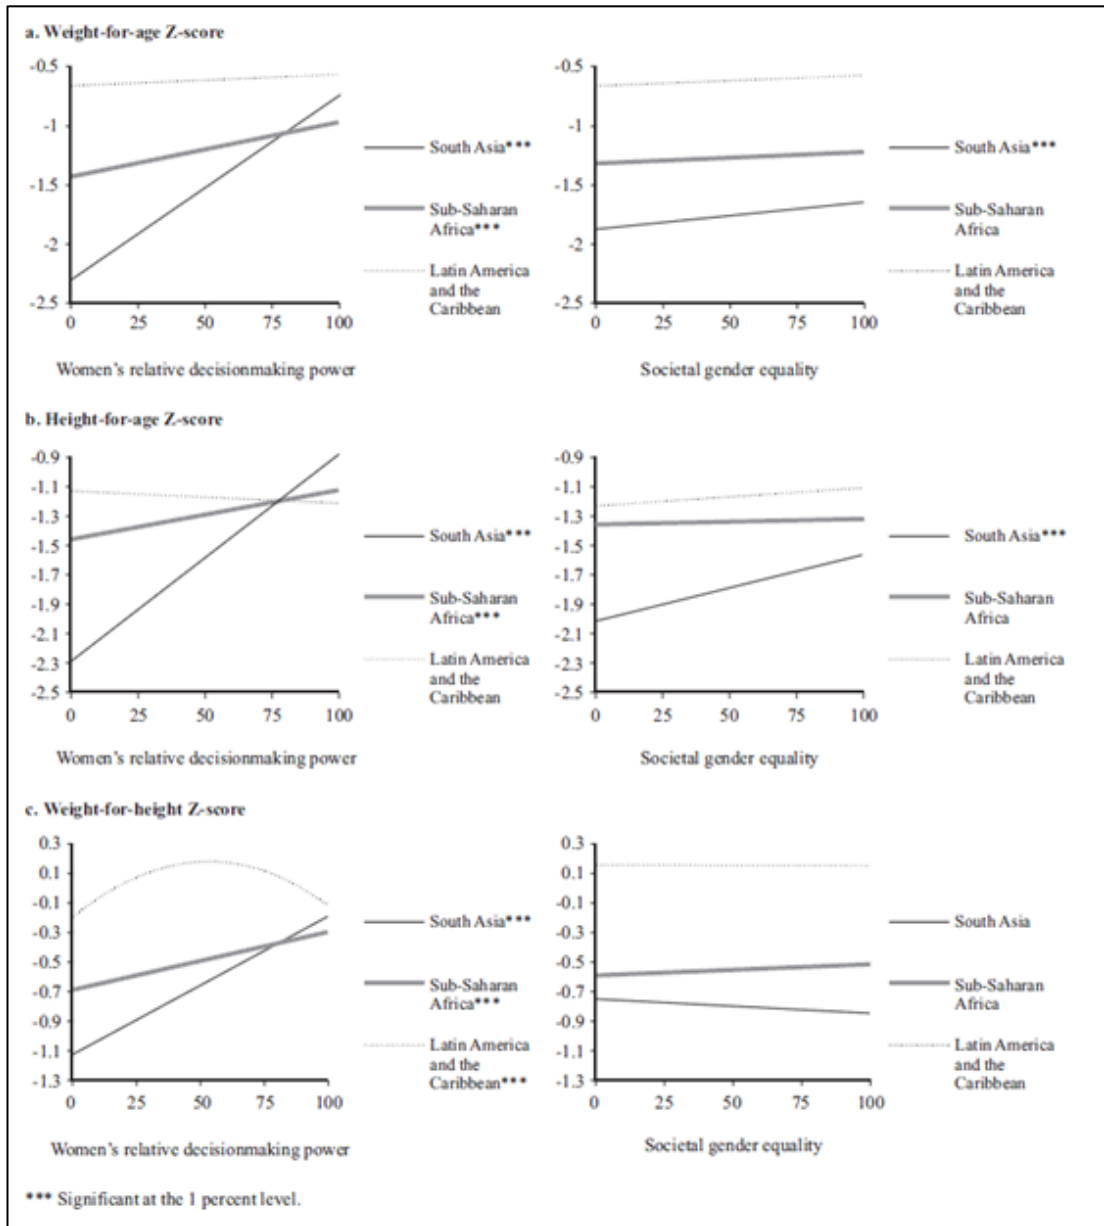 a. Weight-for-age Z-score
-0.5
-1
-1.5
-2
-2.5
0 25 50 75 100
Women's relative decisionmaking power
South Asia***
Sub-Saharan
Africa***
Latin America
and the
Caribbean
-0.5
-1
-1.5
-2
-2.5
0 25 50 75 100
Societal gender equality
South Asia***
Sub-Saharan
Africa
Latin America
and the
Caribbean
b. Height-for-age Z-score
-0.9
-1.1
-1.3
-1.5
-1.7
-1.9
-2.1
-2.3
-2.5
0 25 50 75 100
Women's relative decisionmaking power
South Asia***
Sub-Saharan
Africa***
Latin America
and the
Caribbean
-0.9
-1.1
-1.3
-1.5
-1.7
-1.9
-2.1
-2.3
-2.5
0 25 50 75 100
Societal gender equality
South Asia***
Sub-Saharan
Africa
Latin America
and the
Caribbean
c. Weight-for-height Z-score
0.3
0.1
-0.1
-0.3
-0.5
-0.7
-0.9
-1.1
-1.3
0 25 50 75 100
Women's relative decisionmaking power
South Asia***
Sub-Saharan
Africa***
Latin America
and the
Caribbean***
0.3
0.1
-0.1
-0.3
-0.5
-0.7
-0.9
-1.1
-1.3
0 25 50 75 100
Societal gender equality
South Asia
Sub-Saharan
Africa
Latin America
and the
Caribbean
*** Significant at the 1 percent level.